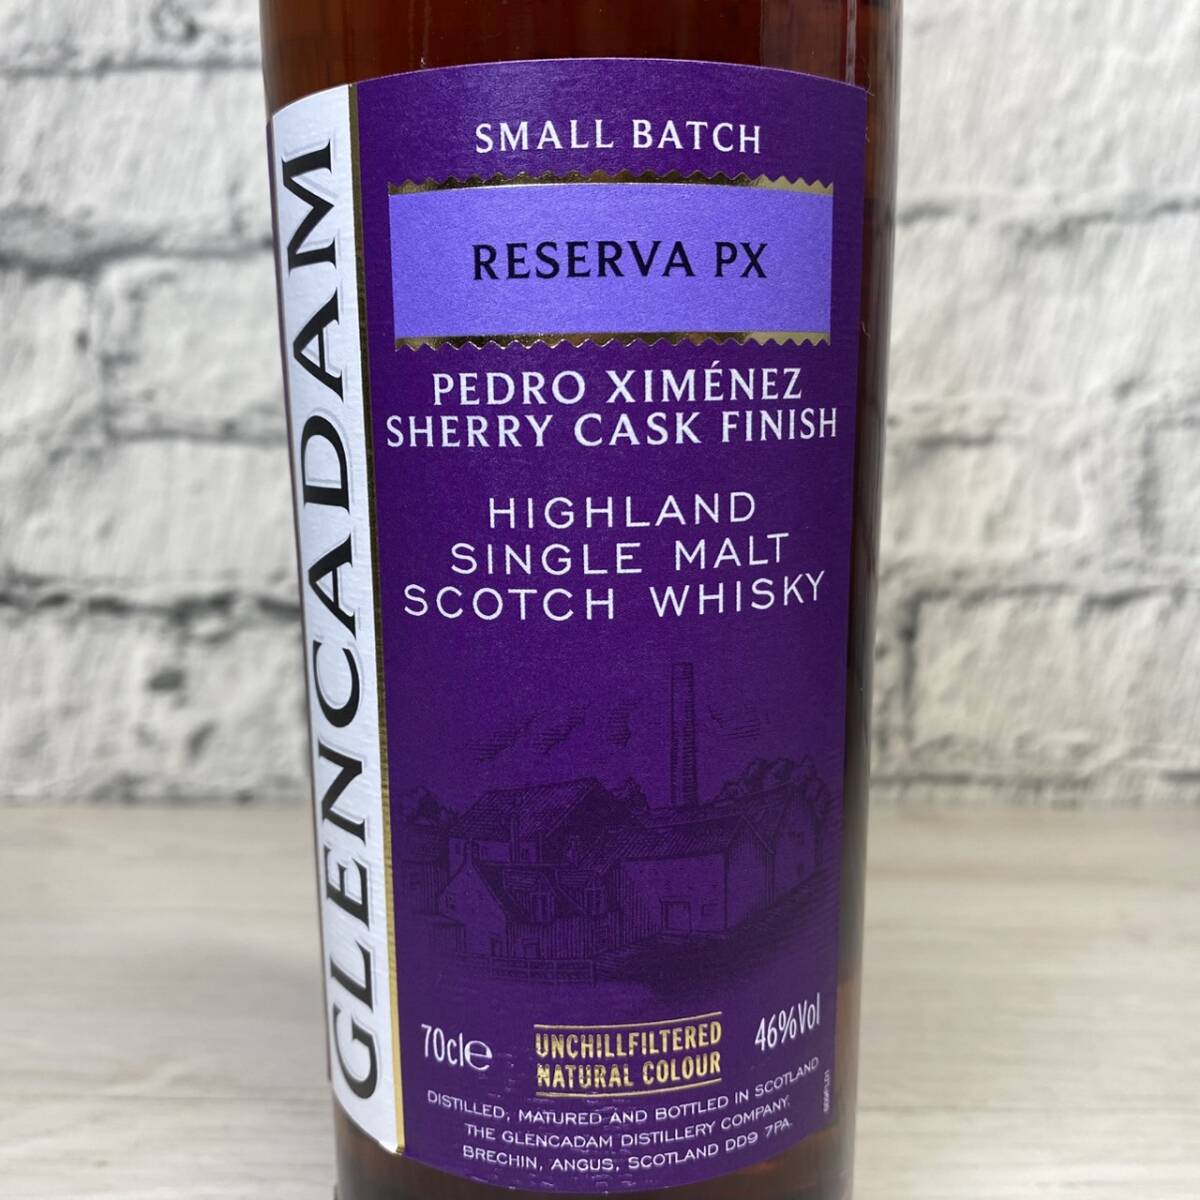 GLENCADAM
SMALL BATCH
RESERVA PX
PEDRO XIMÉNEZ
SHERRY CASK FINISH
HIGHLAND
SINGLE MALT
SCOTCH WHISKY
70cl℮
UNCHILLFILTERED
NATURAL COLOUR
46%Vol
DISTILLED, MATURED AND BOTTLED IN SCOTLAND
THE GLENCADAM DISTILLERY COMPANY.
BRECHIN, ANGUS, SCOTLAND DD9 7PA.